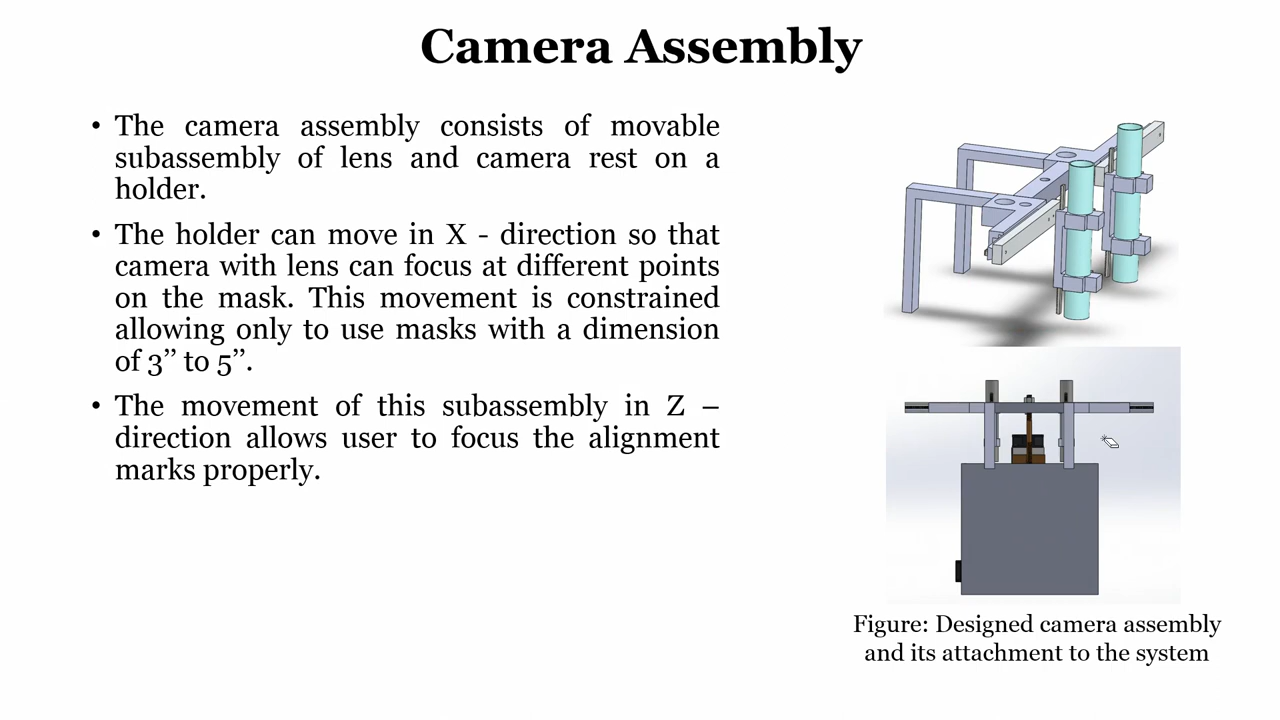 Camera Assembly
• The camera assembly consists of movable
subassembly of lens and camera rest on a
holder.
• The holder can move in X - direction so that
camera with lens can focus at different points
on the mask. This movement is constrained
allowing only to use masks with a dimension
of 3’’ to 5’’.
• The movement of this subassembly in Z –
direction allows user to focus the alignment
marks properly.
Figure: Designed camera assembly
and its attachment to the system